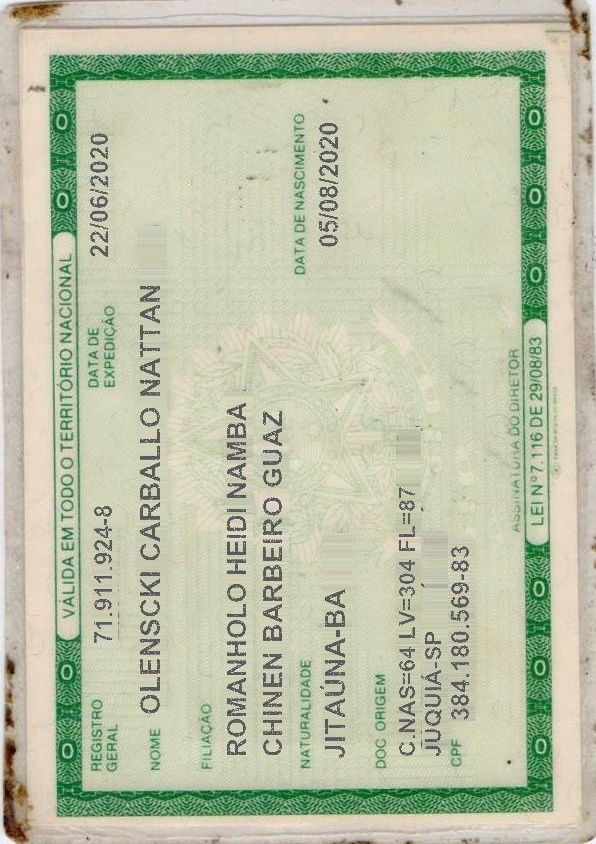 VÁLIDA EM TODO O TERRITÓRIO NACIONAL
REGISTRO GERAL 71.911.924-8 DATA DE EXPEDIÇÃO 22/06/2020
NOME OLENSCKI CARBALLO NATTAN
FILIAÇÃO
ROMANHOLO HEIDI NAMBA
CHINEN BARBEIRO GUAZ
NATURALIDADE DATA DE NASCIMENTO
JITAÚNA-BA 05/08/2020
DOC ORIGEM
C.NAS=64 LV=304 FL=87
JUQUIÁ-SP
CPF 384.180.569-83
ASSINATURA DO DIRETOR
LEI Nº 7.116 DE 29/08/83